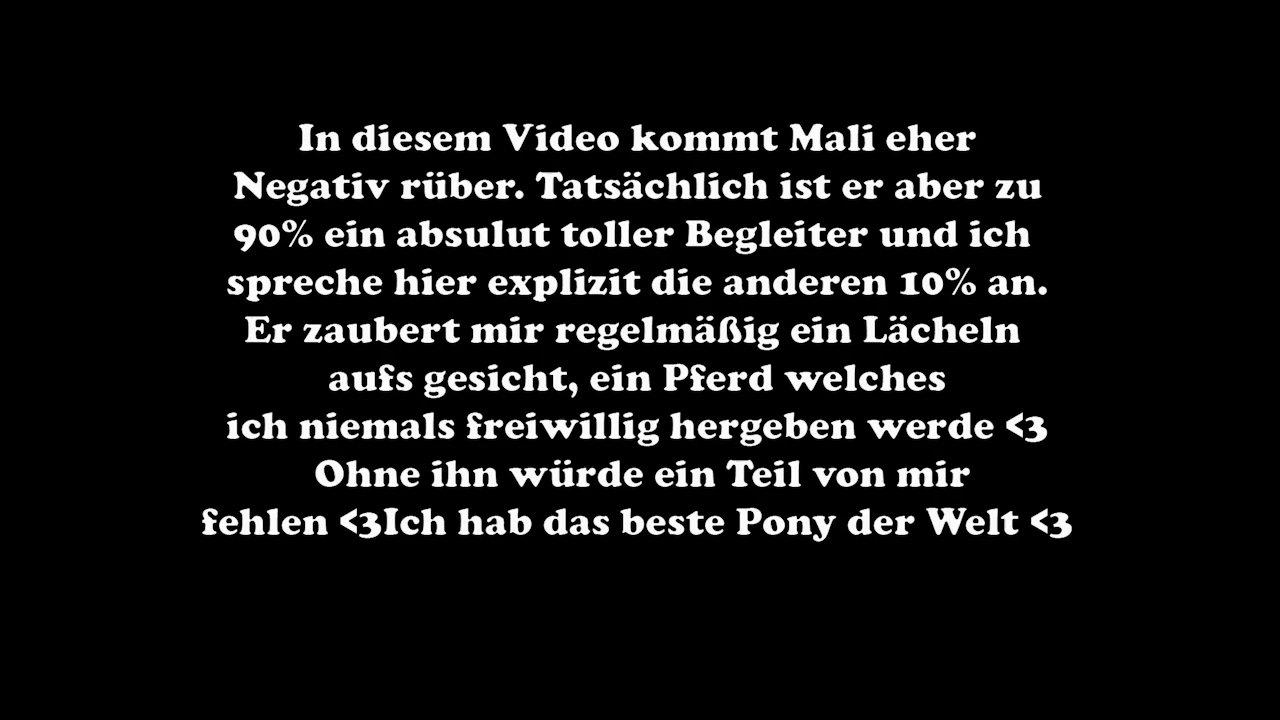 In diesem Video kommt Mali eher
Negativ rüber. Tatsächlich ist er aber zu
90% ein absulut toller Begleiter und ich
spreche hier explizit die anderen 10% an.
Er zaubert mir regelmäßig ein Lächeln
aufs gesicht, ein Pferd welches
ich niemals freiwillig hergeben werde <3
Ohne ihn würde ein Teil von mir
fehlen <3Ich hab das beste Pony der Welt <3